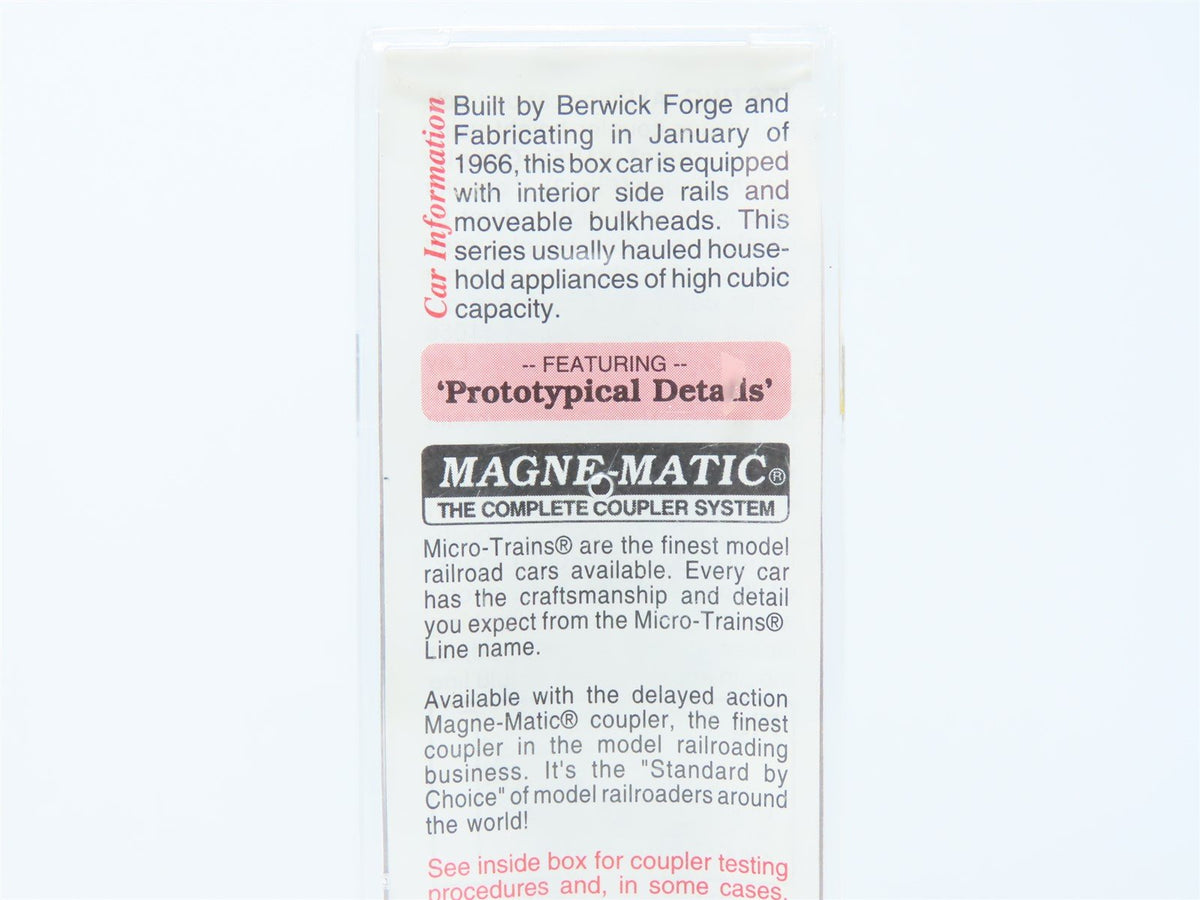 Car Information
Built by Berwick Forge and
Fabricating in January of
1966, this box car is equipped
with interior side rails and
moveable bulkheads. This
series usually hauled house-
hold appliances of high cubic
capacity.
-- FEATURING --
‘Prototypical Details’
MAGNE-MATIC®
THE COMPLETE COUPLER SYSTEM
Micro-Trains® are the finest model
railroad cars available. Every car
has the craftsmanship and detail
you expect from the Micro-Trains®
Line name.
Available with the delayed action
Magne-Matic® coupler, the finest
coupler in the model railroading
business. It's the "Standard by
Choice" of model railroaders around
the world!
See inside box for coupler testing
procedures and, in some cases,